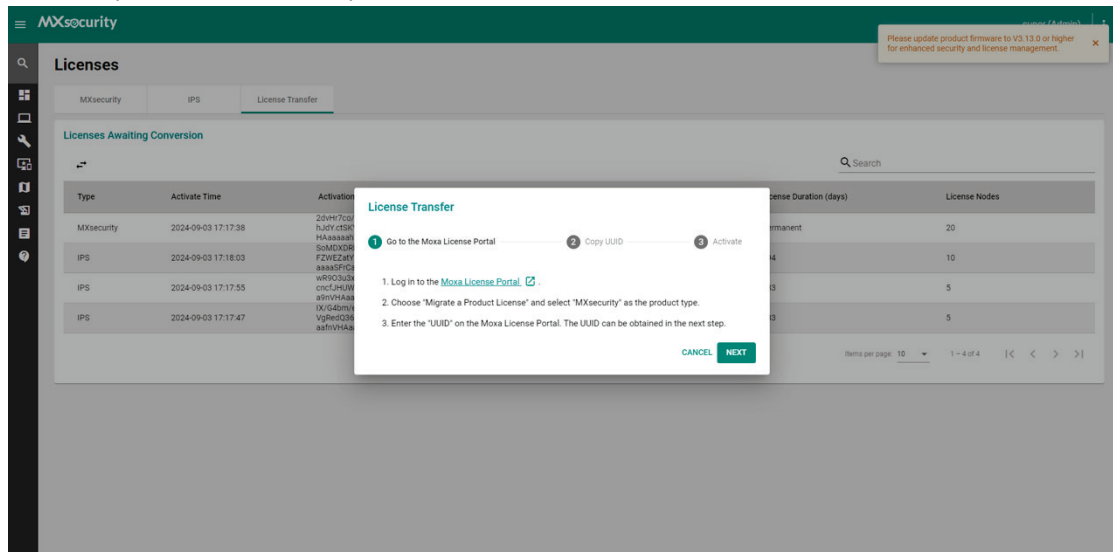 MXsecurity
Please update product firmware to V3.13.0 or higher
for enhanced security and license management.
Licenses
MXsecurity IPS License Transfer
Licenses Awaiting Conversion
Search
Type Activate Time Activation License Duration (days) License Nodes
MXsecurity 2024-09-03 17:17:38 20
IPS 2024-09-03 17:18:03 10
IPS 2024-09-03 17:17:55 5
IPS 2024-09-03 17:17:47 5
License Transfer
1 Go to the Moxa License Portal 2 Copy UUID 3 Activate
1. Log in to the Moxa License Portal .
2. Choose "Migrate a Product License" and select "MXsecurity" as the product type.
3. Enter the "UUID" on the Moxa License Portal. The UUID can be obtained in the next step.
CANCEL NEXT
Items per page: 10 1 – 4 of 4